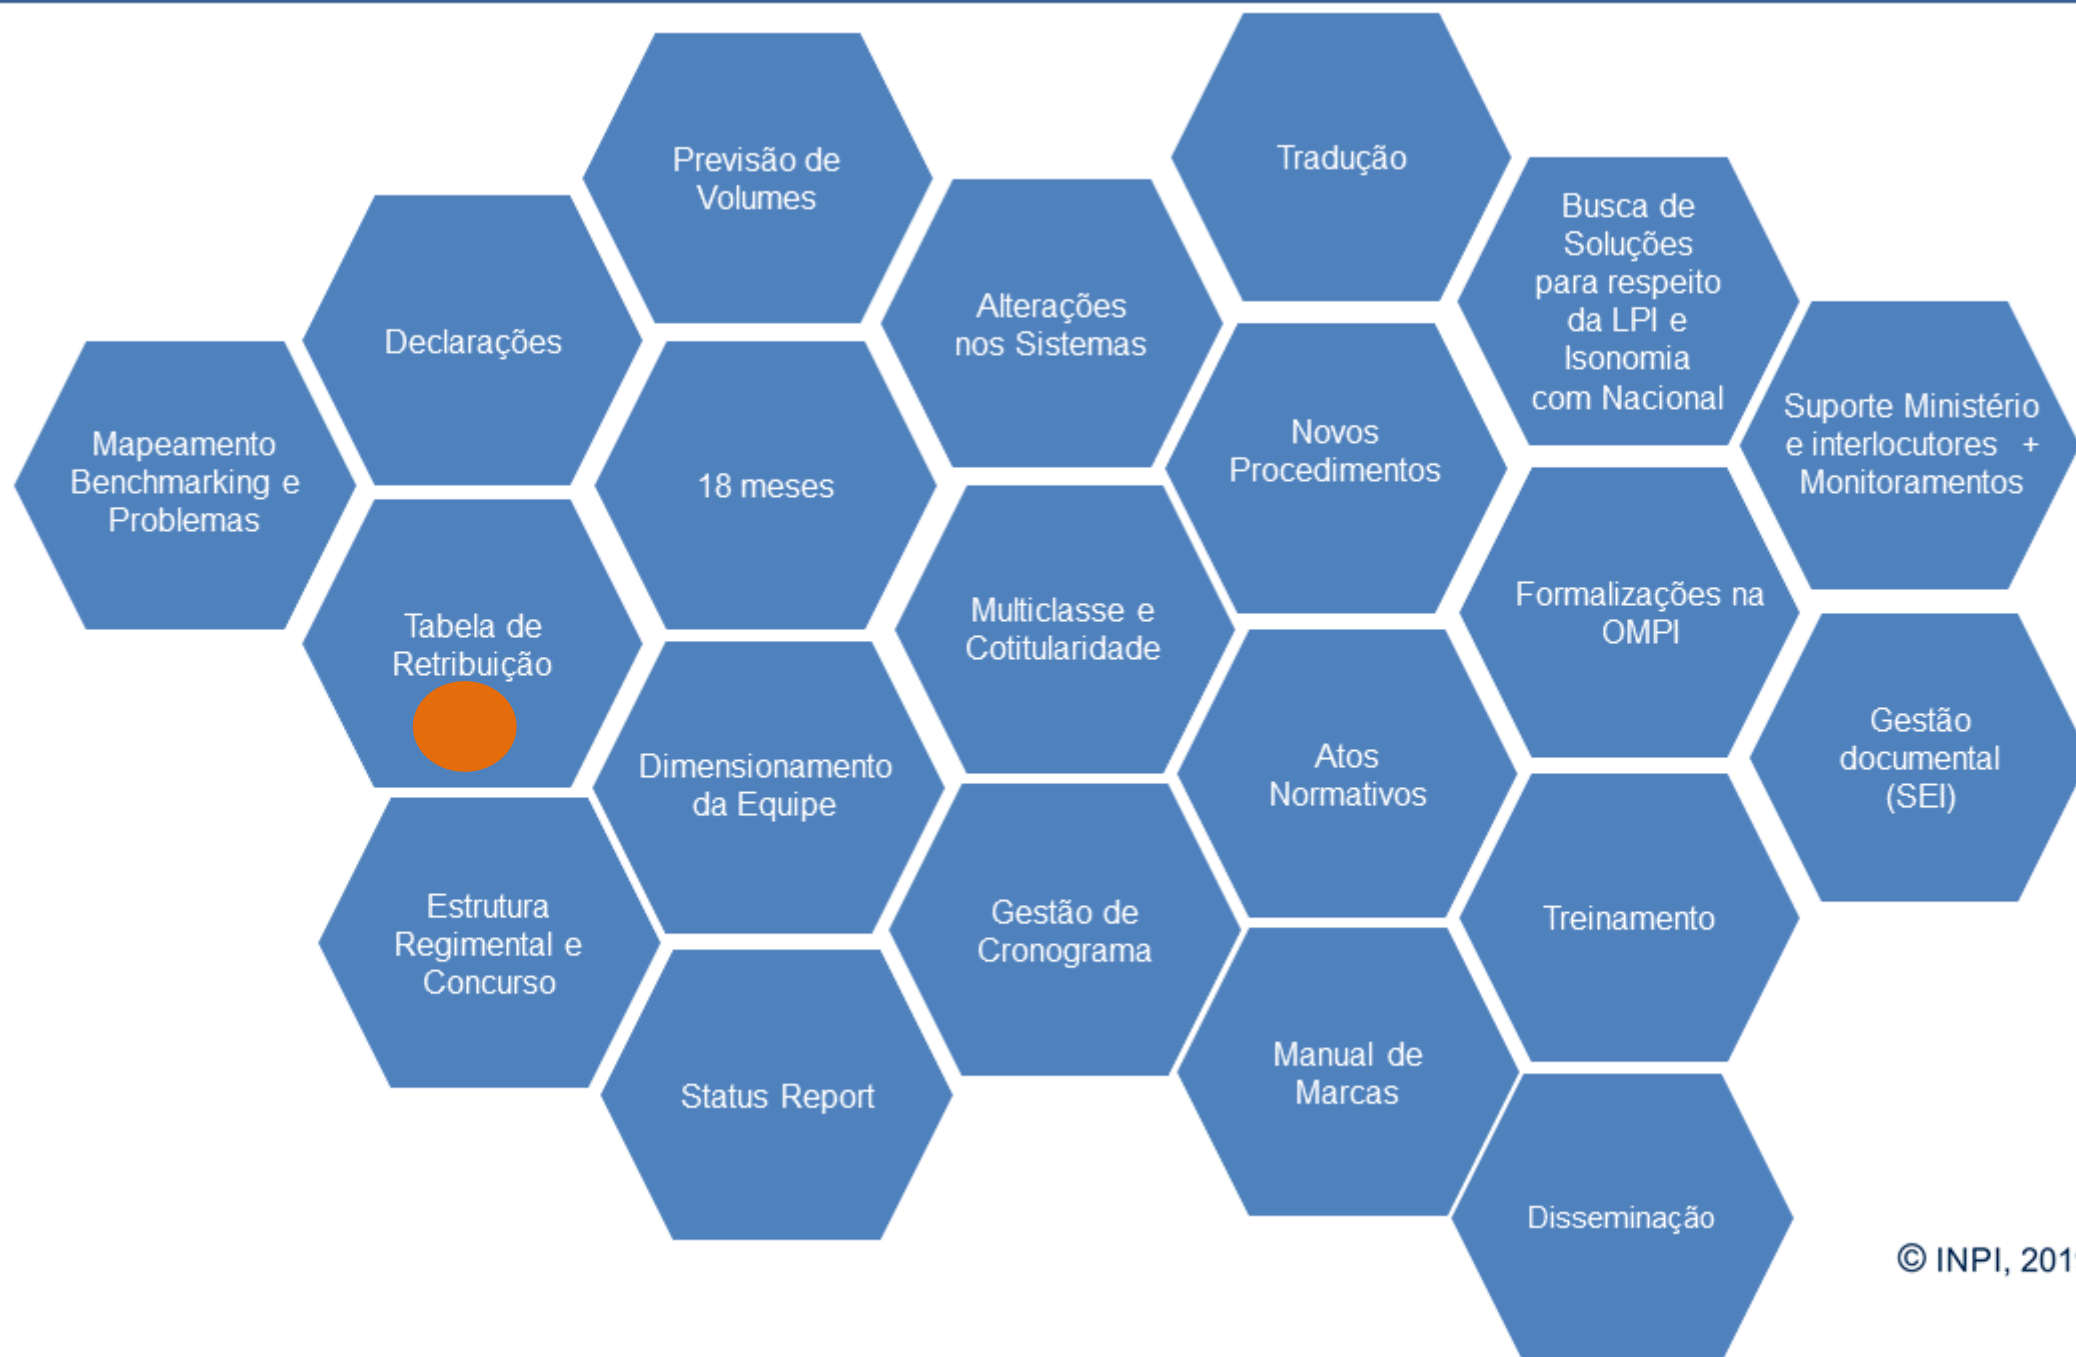 Previsão de
Volumes
Tradução
Declarações
Alterações
nos Sistemas
Busca de
Soluções
para respeito
da LPI e
Isonomia
com Nacional
Mapeamento
Benchmarking e
Problemas
18 meses
Novos
Procedimentos
Suporte Ministério
e interlocutores +
Monitoramentos
Tabela de
Retribuição
Multiclasse e
Cotitularidade
Formalizações na
OMPI
Dimensionamento
da Equipe
Atos
Normativos
Gestão
documental
(SEI)
Estrutura
Regimental e
Concurso
Gestão de
Cronograma
Treinamento
Status Report
Manual de
Marcas
Disseminação
© INPI,